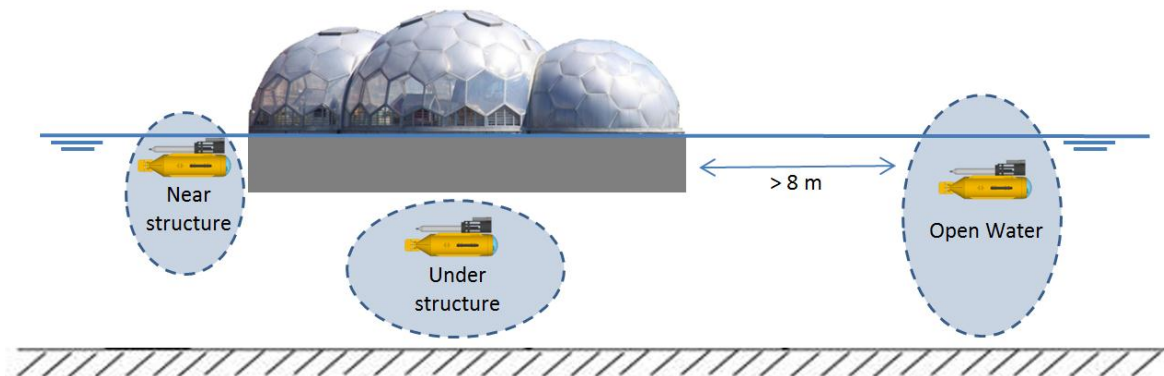 Near
structure
Under
structure
> 8 m
Open Water